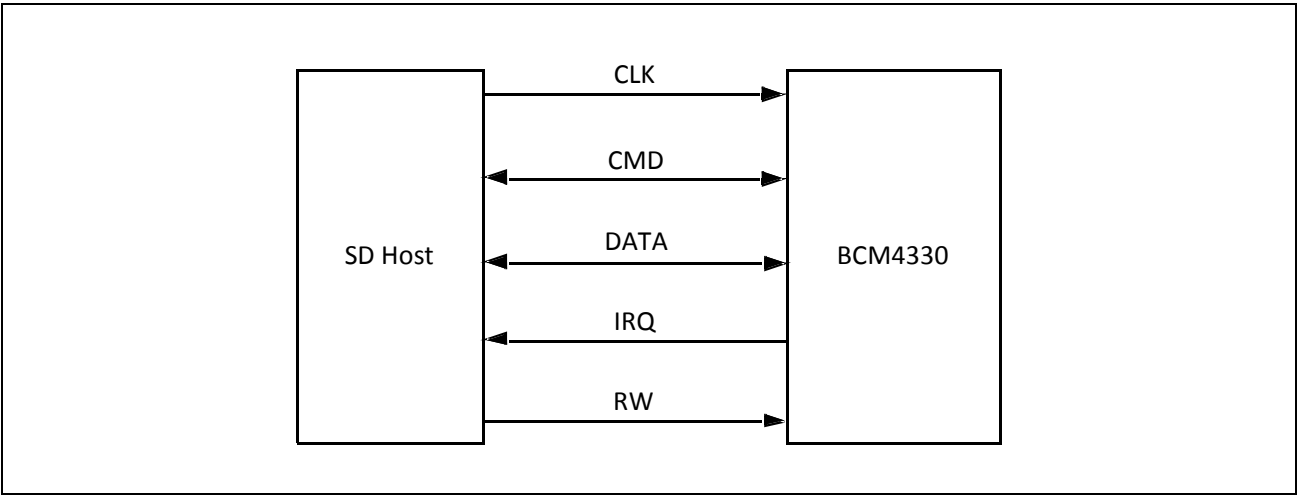 CLK
CMD
DATA
SD Host
BCM4330
IRQ
RW